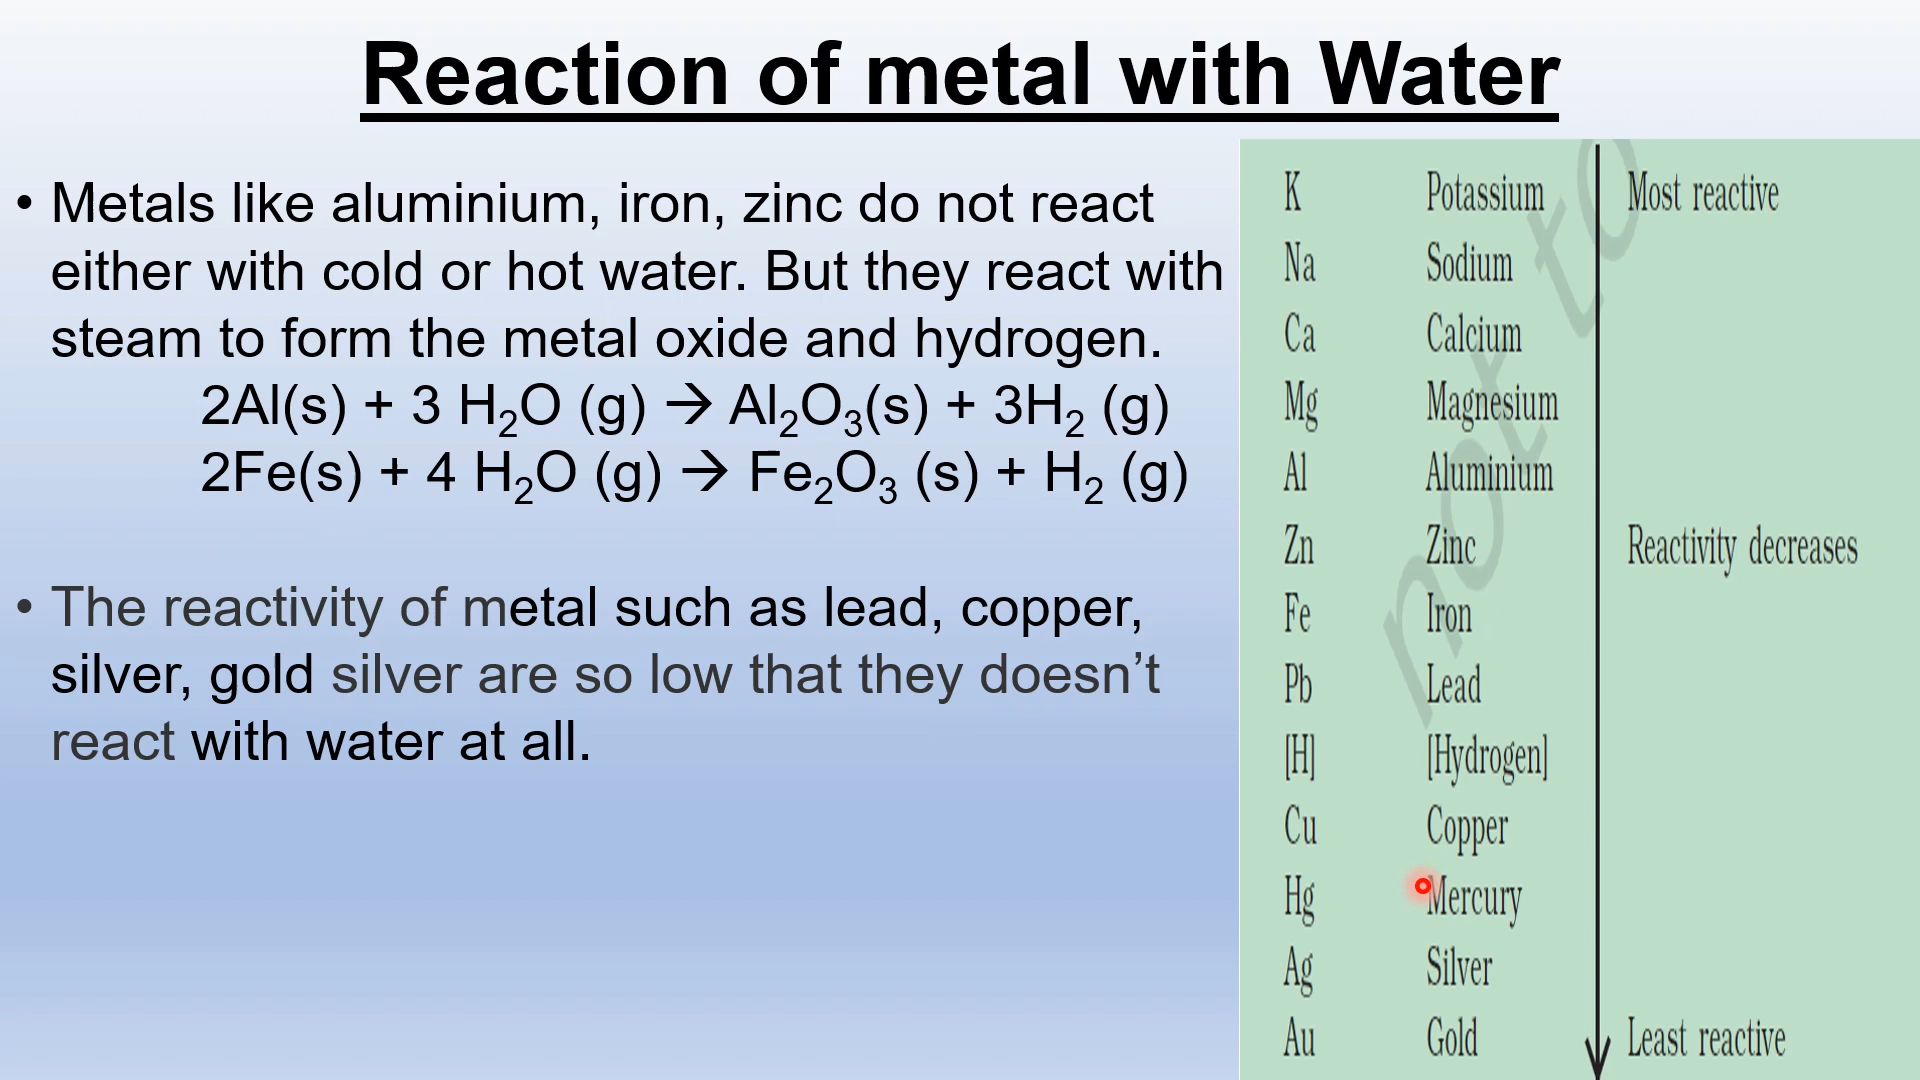 Reaction of metal with Water
• Metals like aluminium, iron, zinc do not react
either with cold or hot water. But they react with
steam to form the metal oxide and hydrogen.
2Al(s) + 3 H₂O (g) → Al₂O₃(s) + 3H₂ (g)
2Fe(s) + 4 H₂O (g) → Fe₂O₃ (s) + H₂ (g)
• The reactivity of metal such as lead, copper,
silver, gold silver are so low that they doesn’t
react with water at all.
K Potassium Most reactive
Na Sodium
Ca Calcium
Mg Magnesium
Al Aluminium
Zn Zinc Reactivity decreases
Fe Iron
Pb Lead
[H] [Hydrogen]
Cu Copper
Hg Mercury
Ag Silver
Au Gold Least reactive
not to